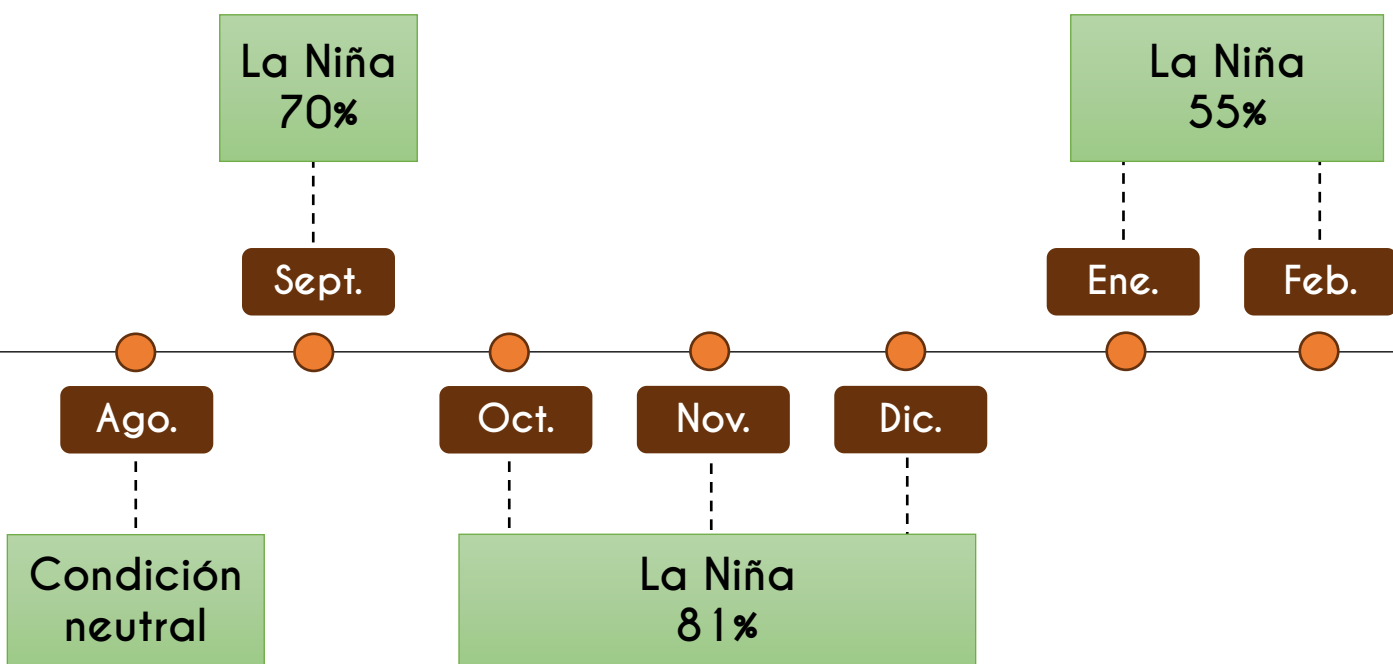 La Niña
70%
La Niña
55%
Sept.
Ene.
Feb.
Ago.
Oct.
Nov.
Dic.
Condición
neutral
La Niña
81%